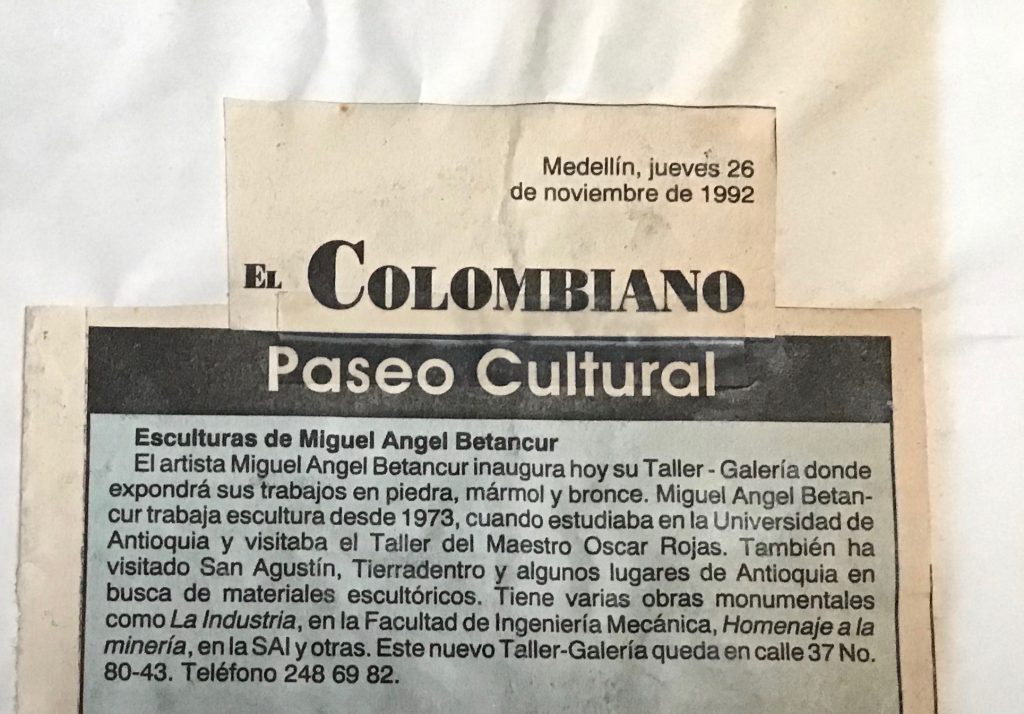 Medellín, jueves 26
de noviembre de 1992
EL COLOMBIANO
Paseo Cultural
Esculturas de Miguel Angel Betancur
El artista Miguel Angel Betancur inaugura hoy su Taller - Galería donde
expondrá sus trabajos en piedra, mármol y bronce. Miguel Angel Betan-
cur trabaja escultura desde 1973, cuando estudiaba en la Universidad de
Antioquia y visitaba el Taller del Maestro Oscar Rojas. También ha
visitado San Agustín, Tierradentro y algunos lugares de Antioquia en
busca de materiales escultóricos. Tiene varias obras monumentales
como La Industria, en la Facultad de Ingeniería Mecánica, Homenaje a la
minería, en la SAI y otras. Este nuevo Taller-Galería queda en calle 37 No.
80-43. Teléfono 248 69 82.